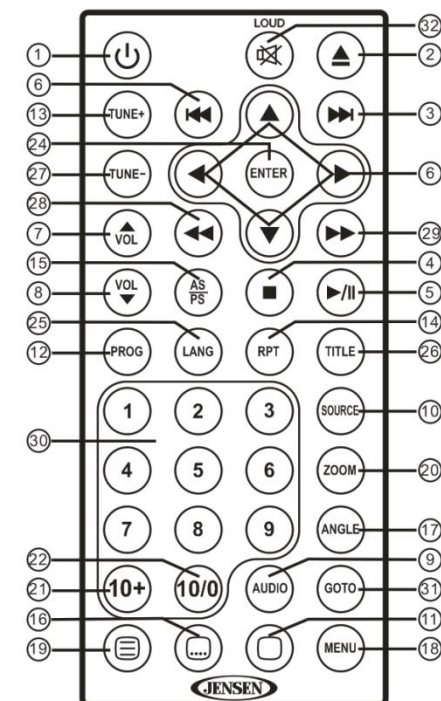 LOUD
32
1
2
6
3
13
TUNE+
24
ENTER
27
TUNE−
6
28
29
7
VOL
15
4
8
VOL
AS
PS
5
25
14
12
PROG
LANG
RPT
TITLE
26
1
2
3
SOURCE
10
30
4
5
6
ZOOM
20
7
8
9
ANGLE
17
22
9
21
10+
10/0
AUDIO
GOTO
31
16
11
19
MENU
18
JENSEN